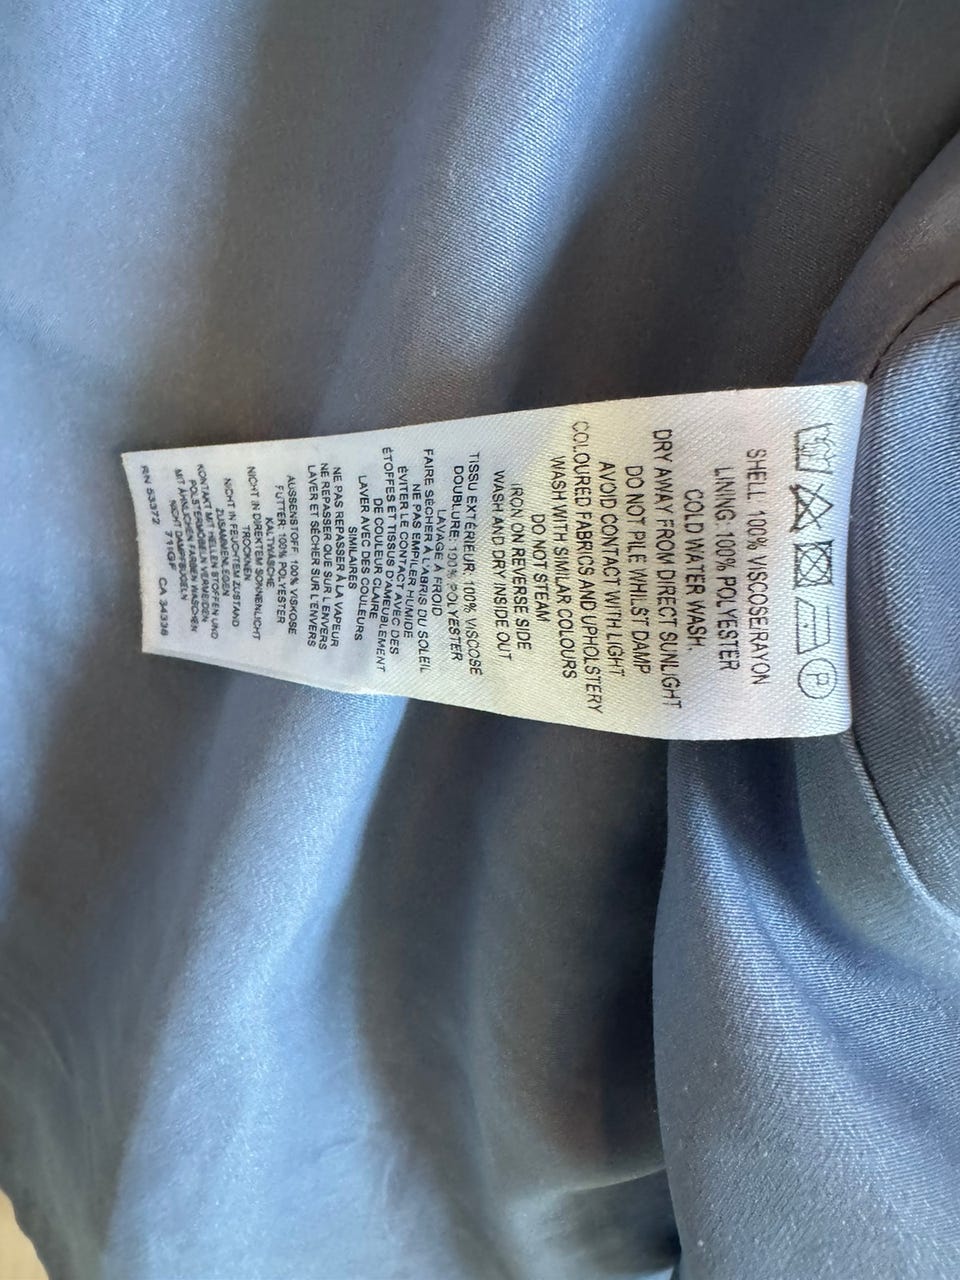 P
SHELL: 100% VISCOSE/RAYON
LINING: 100% POLYESTER
COLD WATER WASH
DRY AWAY FROM DIRECT SUNLIGHT
DO NOT PILE WHILST DAMP
AVOID CONTACT WITH LIGHT
COLOURED FABRICS AND UPHOLSTERY
WASH WITH SIMILAR COLOURS
DO NOT STEAM
IRON ON REVERSE SIDE
WASH AND DRY INSIDE OUT
TISSU EXTÉRIEUR: 100% VISCOSE
DOUBLURE: 100% POLYESTER
LAVAGE À FROID
FAIRE SÉCHER À L'ABRIS DU SOLEIL
NE PAS EMPILER HUMIDE
ÉVITER LE CONTACT AVEC DES
ÉTOFFES ET TISSUS D'AMEUBLEMENT
DE COULEUR CLAIRE
LAVER AVEC DES COULEURS
SIMILAIRES
NE PAS REPASSER À LA VAPEUR
NE REPASSER QUE SUR L'ENVERS
LAVER ET SÉCHER SUR L'ENVERS
AUSSENSTOFF: 100% VISKOSE
FUTTER: 100% POLYESTER
KALTWÄSCHE
NICHT IN DIREKTEM SONNENLICHT
TROCKNEN
NICHT IN FEUCHTEM ZUSTAND
ZUSAMMENLEGEN
KONTAKT MIT HELLEN STOFFEN UND
POLSTERMÖBELN VERMEIDEN
MIT ÄHNLICHEN FARBEN WASCHEN
NICHT DAMPFBÜGELN
RN 53372 711GF CA 34336